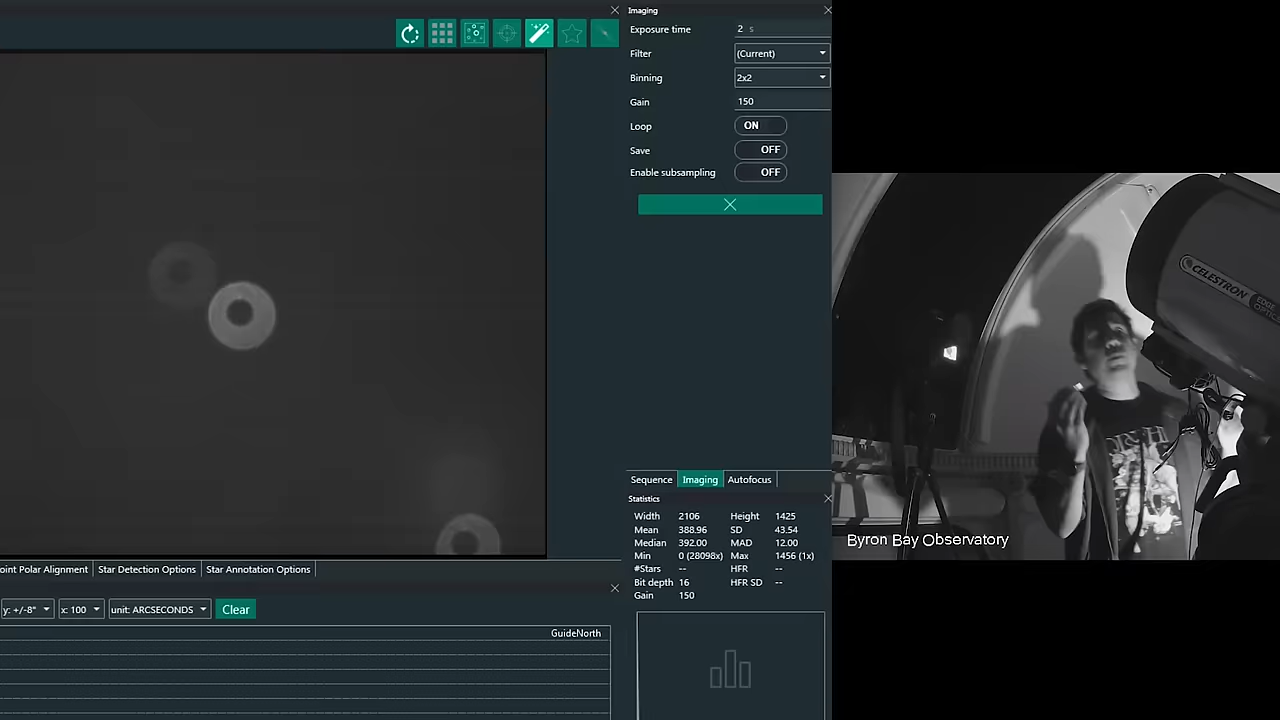 Imaging
Exposure time 2 s
Filter (Current)
Binning 2x2
Gain 150
Loop ON
Save OFF
Enable subsampling OFF
Sequence Imaging Autofocus
Statistics
Width 2106 Height 1425
Mean 388.96 SD 43.54
Median 392.00 MAD 12.00
Min 0 (28098x) Max 1456 (1x)
#Stars -- HFR --
Bit depth 16 HFR SD --
Gain 150
oint Polar Alignment Star Detection Options Star Annotation Options
y: +/-8" x: 100 unit: ARCSECONDS Clear
GuideNorth
CELESTRON
EDGE
Byron Bay Observatory